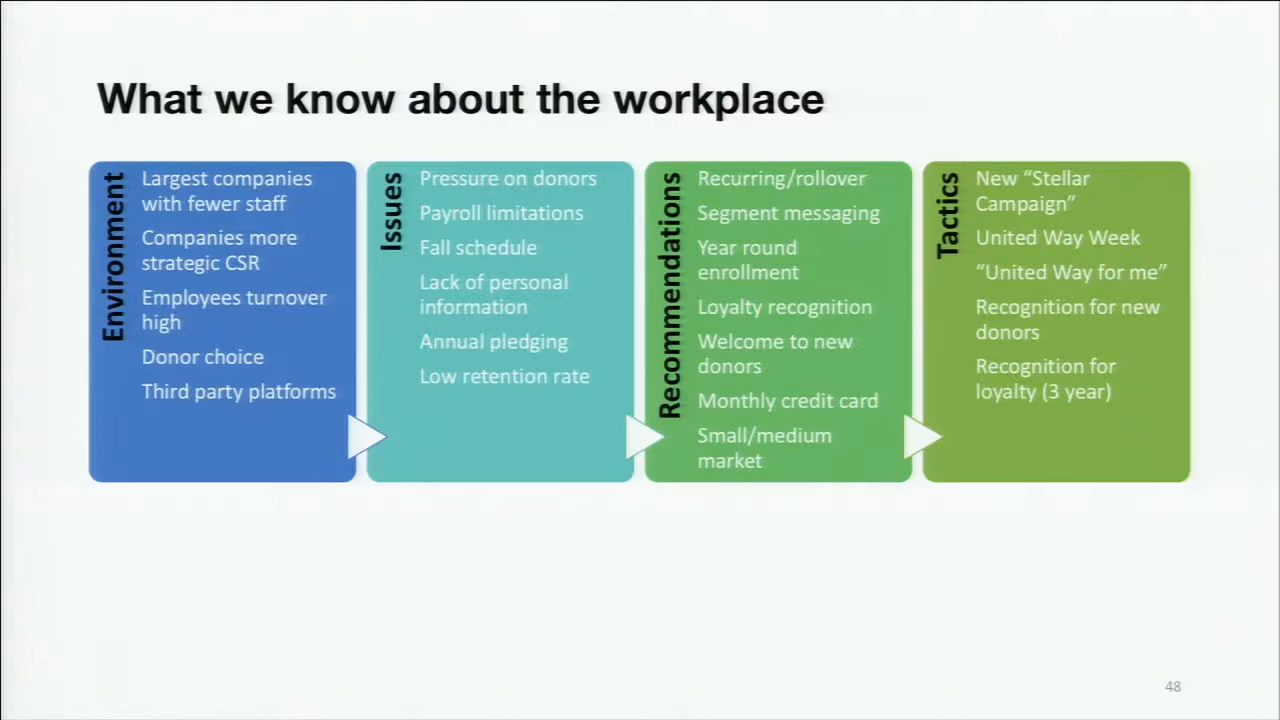 What we know about the workplace
Environment
Largest companies
with fewer staff
Companies more
strategic CSR
Employees turnover
high
Donor choice
Third party platforms
Issues
Pressure on donors
Payroll limitations
Fall schedule
Lack of personal
information
Annual pledging
Low retention rate
Recommendations
Recurring/rollover
Segment messaging
Year round
enrollment
Loyalty recognition
Welcome to new
donors
Monthly credit card
Small/medium
market
Tactics
New “Stellar
Campaign”
United Way Week
“United Way for me”
Recognition for new
donors
Recognition for
loyalty (3 year)
48